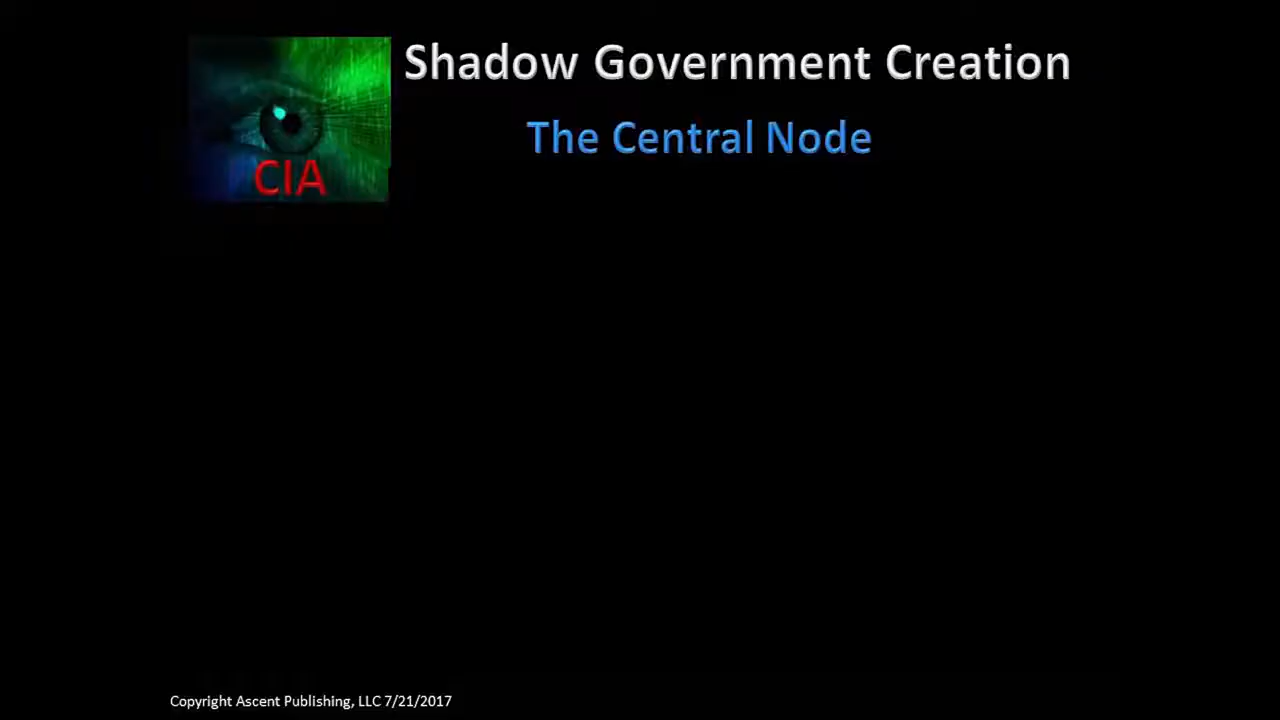 Shadow Government Creation
The Central Node
CIA
Copyright Ascent Publishing, LLC 7/21/2017